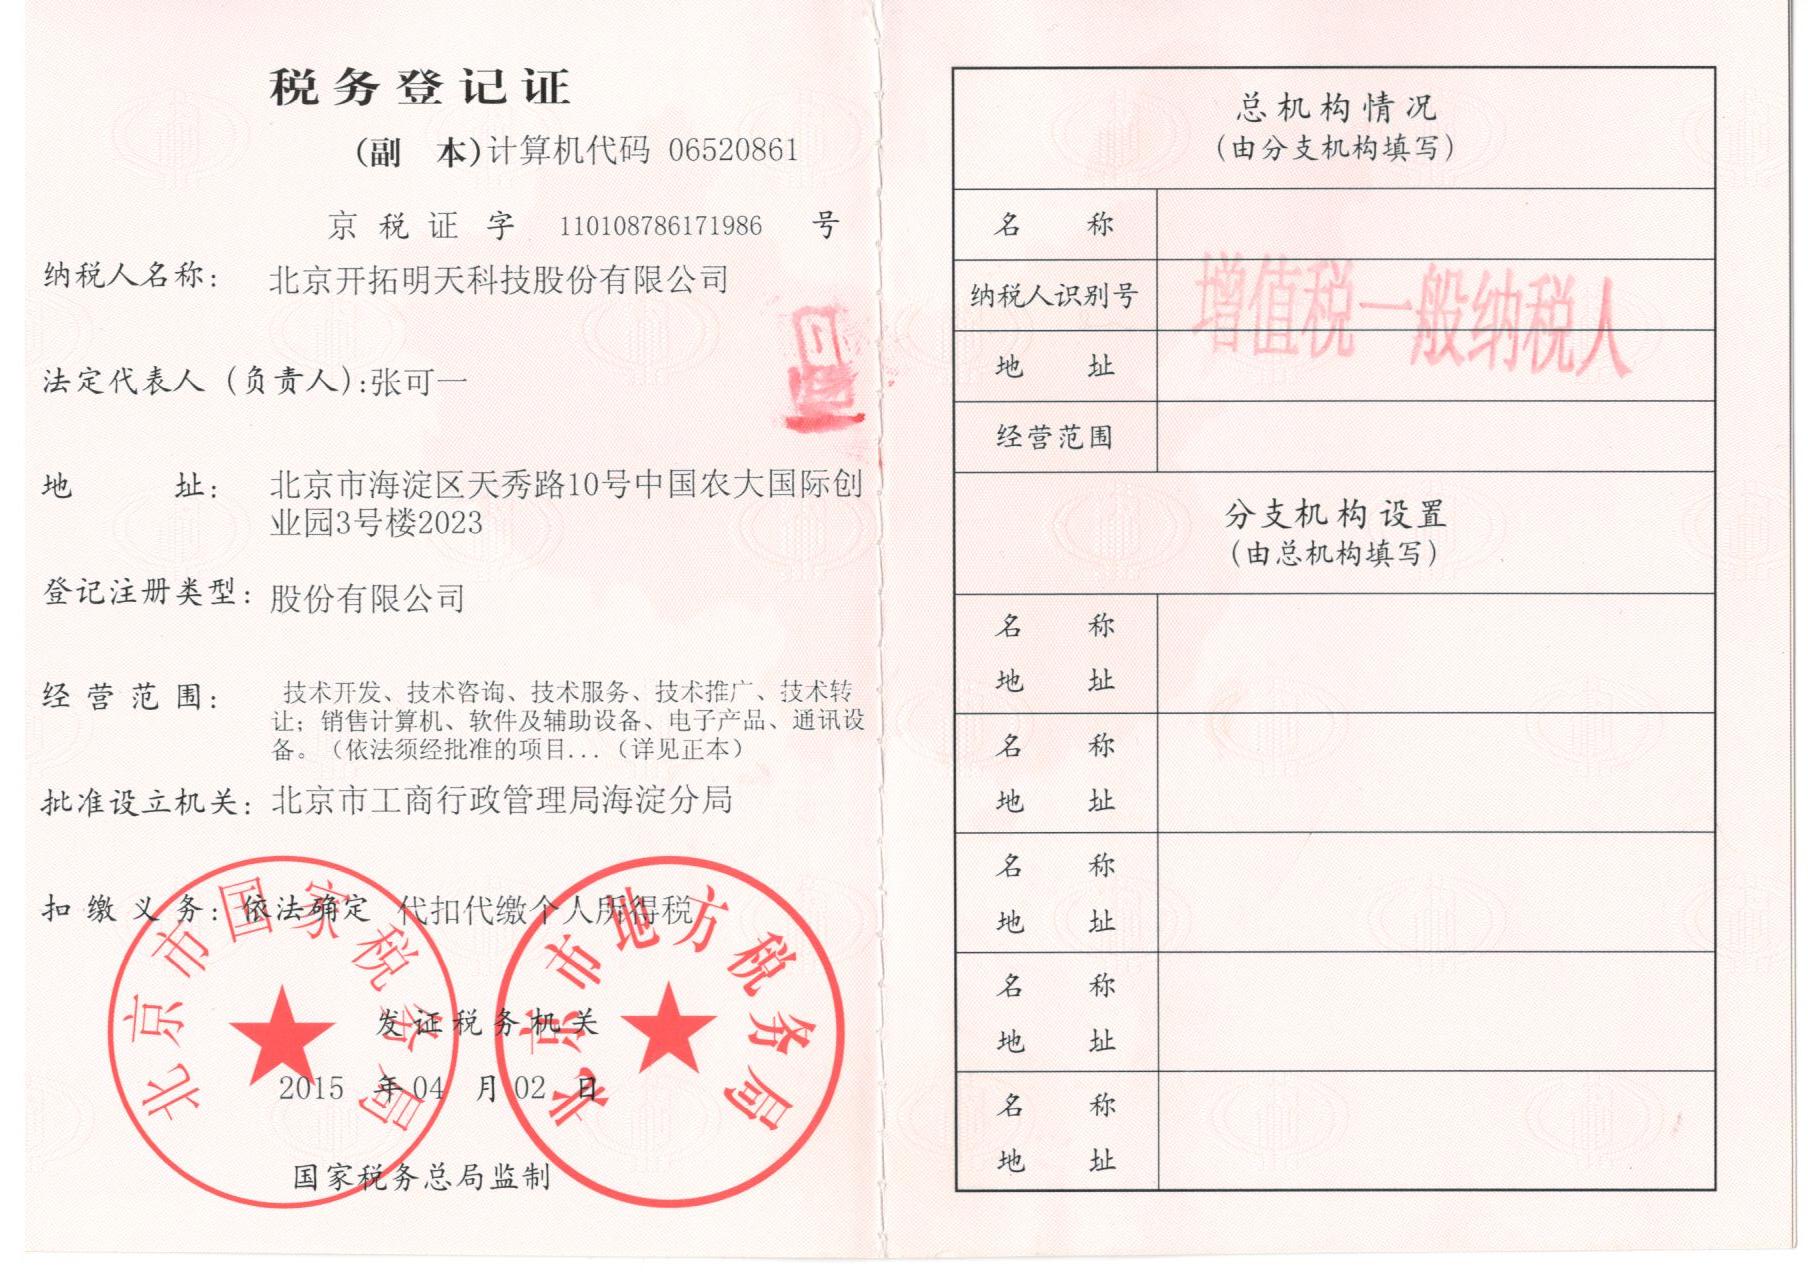 税务登记证
(副 本)计算机代码 06520861
京 税 证 字 110108786171986 号
纳税人名称: 北京开拓明天科技股份有限公司
法定代表人(负责人):张可一
地 址: 北京市海淀区天秀路10号中国农大国际创
业园3号楼2023
登记注册类型: 股份有限公司
经营范围: 技术开发、技术咨询、技术服务、技术推广、技术转
让;销售计算机、软件及辅助设备、电子产品、通讯设
备。(依法须经批准的项目...(详见正本)
批准设立机关: 北京市工商行政管理局海淀分局
扣缴义务: 依法确定 代扣代缴个人所得税
北京市国家税务局
北京市地方税务局
发证税务机关
2015 年 04 月 02 日
国家税务总局监制
总机构情况
(由分支机构填写)
名 称
纳税人识别号
增值税一般纳税人
地 址
经营范围
分支机构设置
(由总机构填写)
名 称
地 址
名 称
地 址
名 称
地 址
名 称
地 址
名 称
地 址